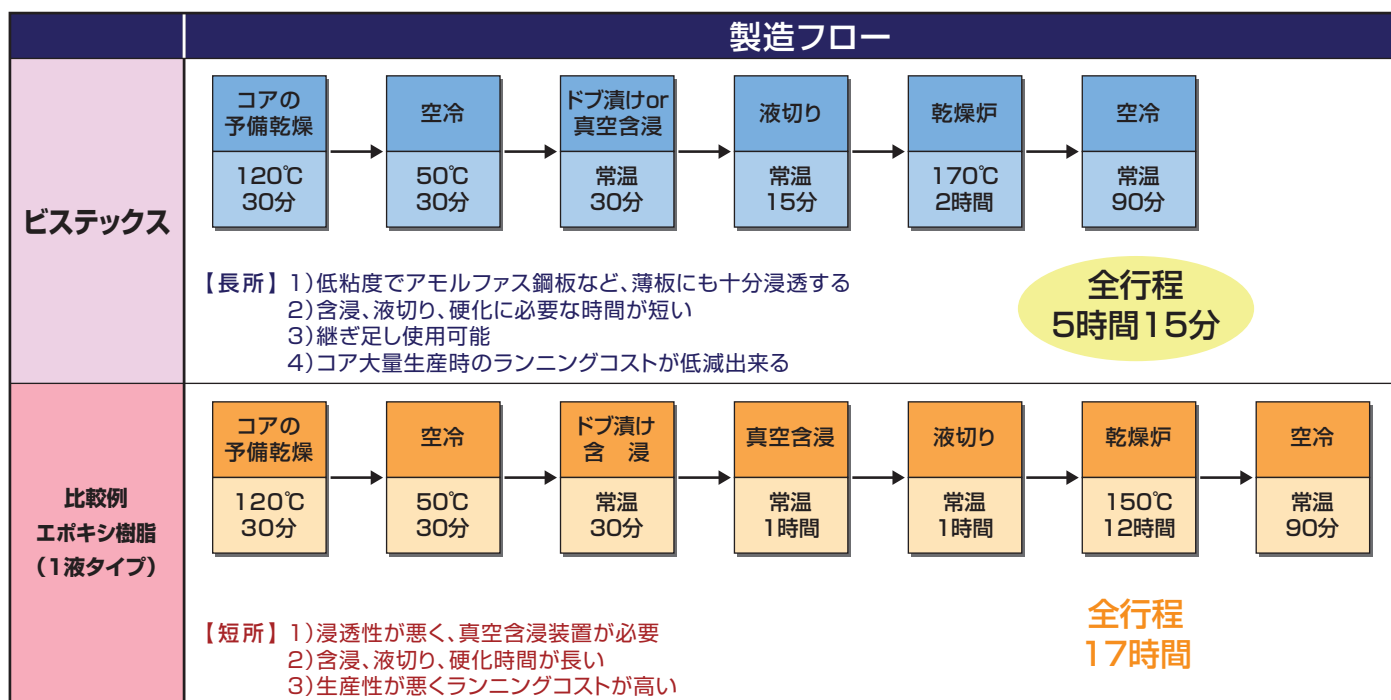 製造フロー
ビステックス
コアの
予備乾燥
120℃
30分
空冷
50℃
30分
ドブ漬けor
真空含浸
常温
30分
液切り
常温
15分
乾燥炉
170℃
2時間
空冷
常温
90分
【長所】1)低粘度でアモルファス鋼板など、薄板にも十分浸透する
2)含浸、液切り、硬化に必要な時間が短い
3)継ぎ足し使用可能
4)コア大量生産時のランニングコストが低減出来る
全行程
5時間15分
比較例
エポキシ樹脂
(1液タイプ)
コアの
予備乾燥
120℃
30分
空冷
50℃
30分
ドブ漬け
含 浸
常温
30分
真空含浸
常温
1時間
液切り
常温
1時間
乾燥炉
150℃
12時間
空冷
常温
90分
【短所】1)浸透性が悪く、真空含浸装置が必要
2)含浸、液切り、硬化時間が長い
3)生産性が悪くランニングコストが高い
全行程
17時間